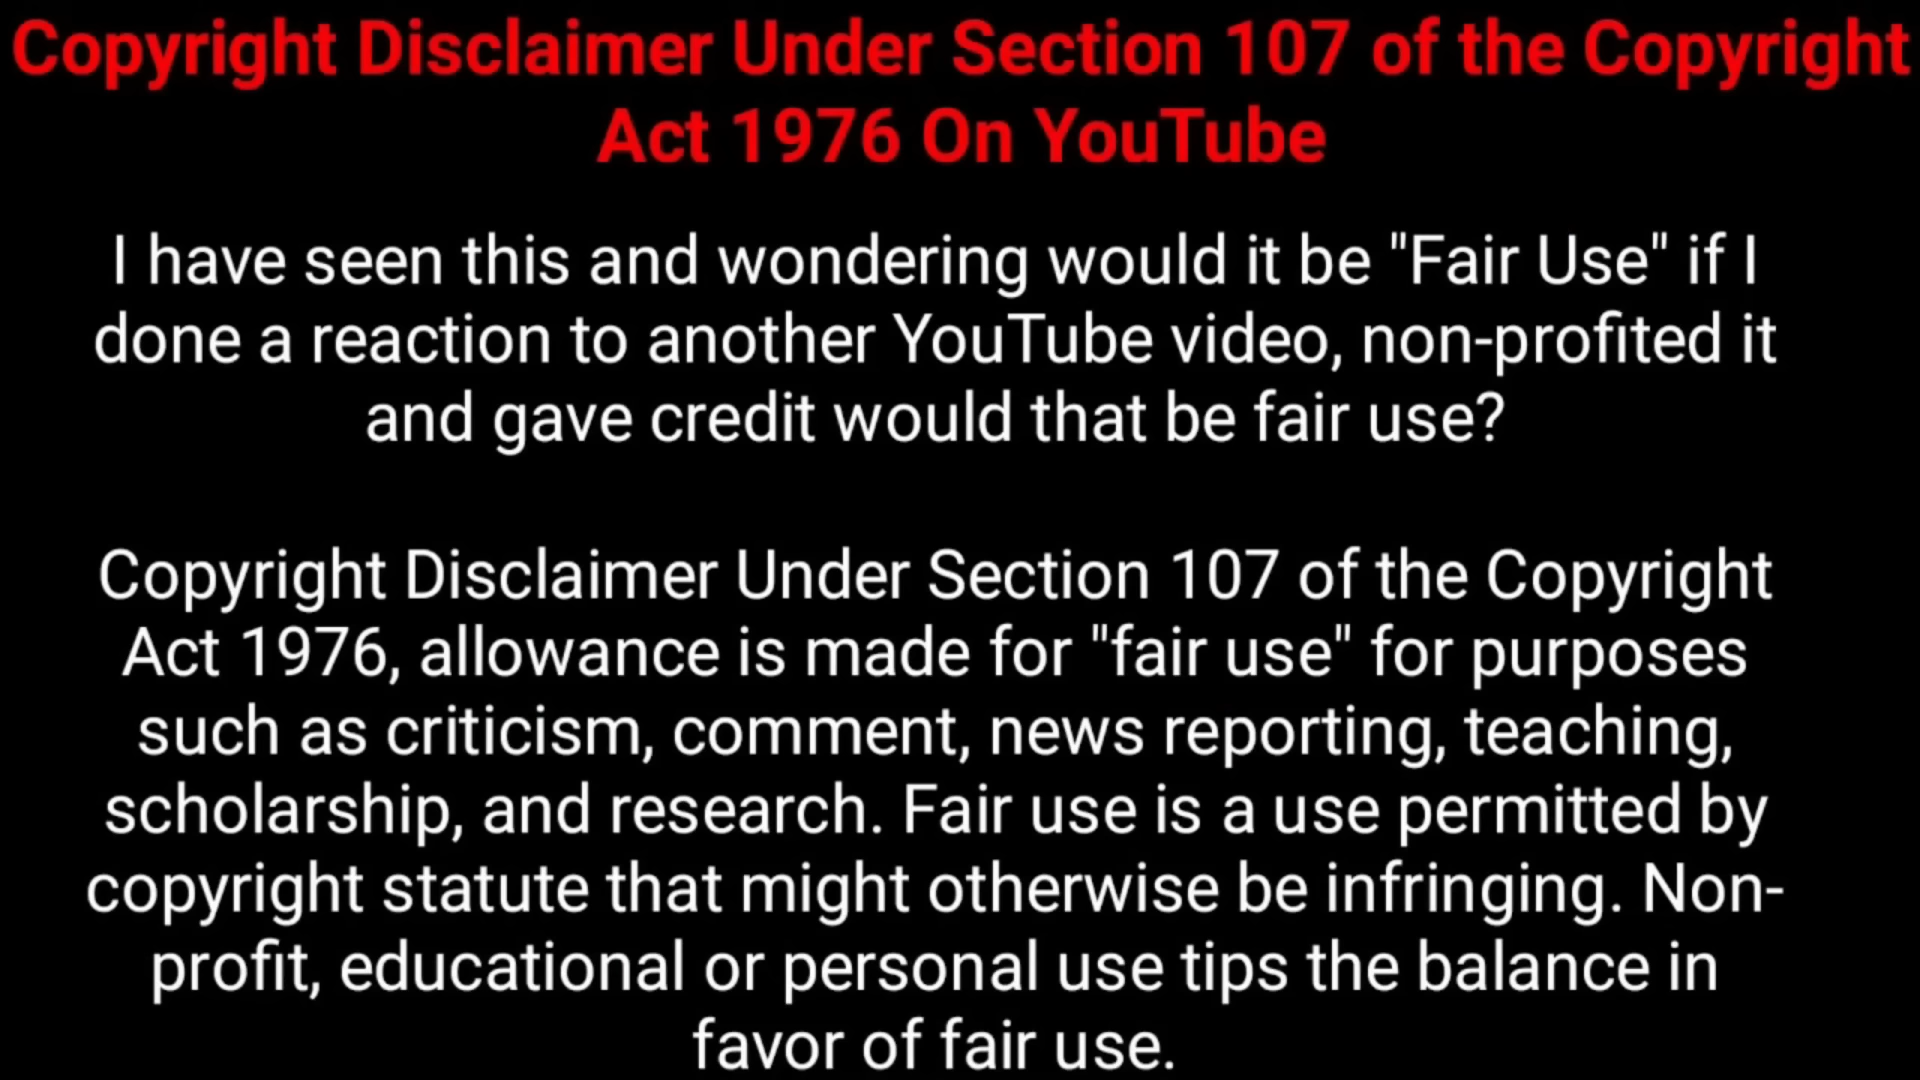 Copyright Disclaimer Under Section 107 of the Copyright
Act 1976 On YouTube
I have seen this and wondering would it be "Fair Use" if I
done a reaction to another YouTube video, non-profited it
and gave credit would that be fair use?
Copyright Disclaimer Under Section 107 of the Copyright
Act 1976, allowance is made for "fair use" for purposes
such as criticism, comment, news reporting, teaching,
scholarship, and research. Fair use is a use permitted by
copyright statute that might otherwise be infringing. Non-
profit, educational or personal use tips the balance in
favor of fair use.